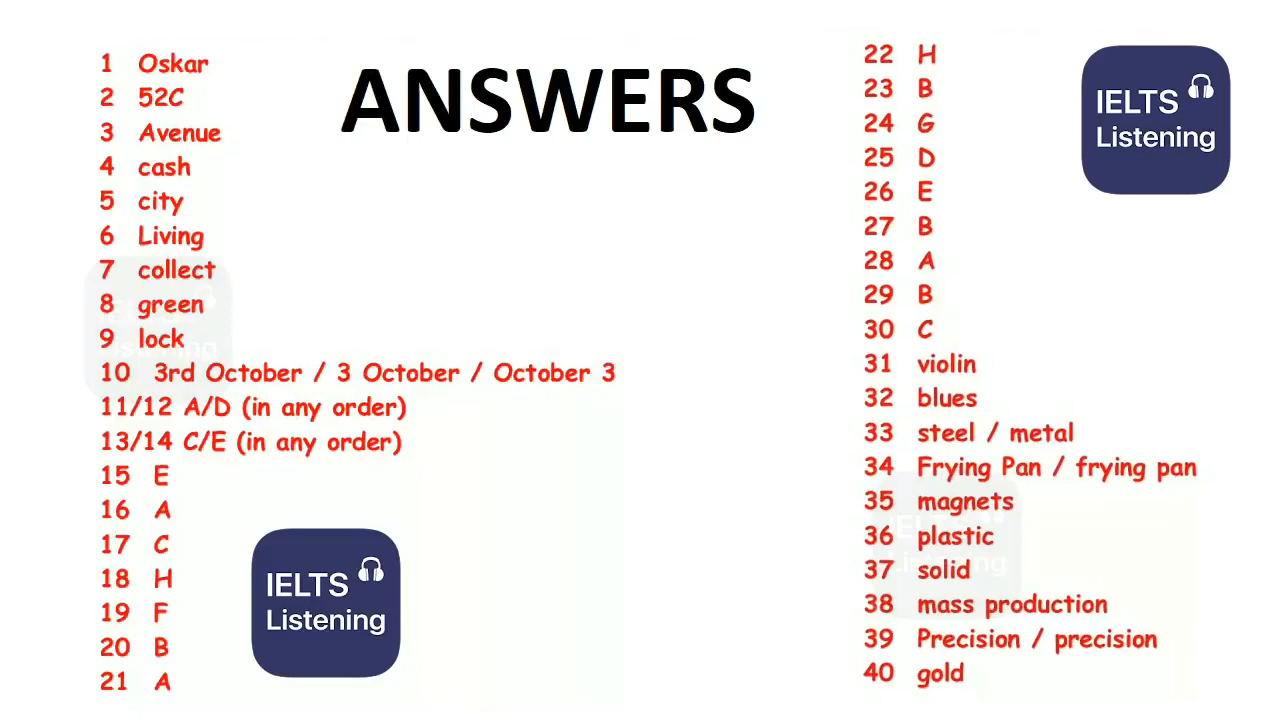 ANSWERS
1 Oskar
2 52C
3 Avenue
4 cash
5 city
6 Living
7 collect
8 green
9 lock
10 3rd October / 3 October / October 3
11/12 A/D (in any order)
13/14 C/E (in any order)
15 E
16 A
17 C
18 H
19 F
20 B
21 A
IELTS
Listening
22 H
23 B
24 G
25 D
26 E
27 B
28 A
29 B
30 C
31 violin
32 blues
33 steel / metal
34 Frying Pan / frying pan
35 magnets
36 plastic
37 solid
38 mass production
39 Precision / precision
40 gold
IELTS
Listening